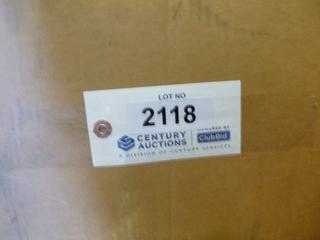 LOT NO
2118
CENTURY AUCTIONS POWERED BY ClubBid
A DIVISION OF CENTURY SERVICES